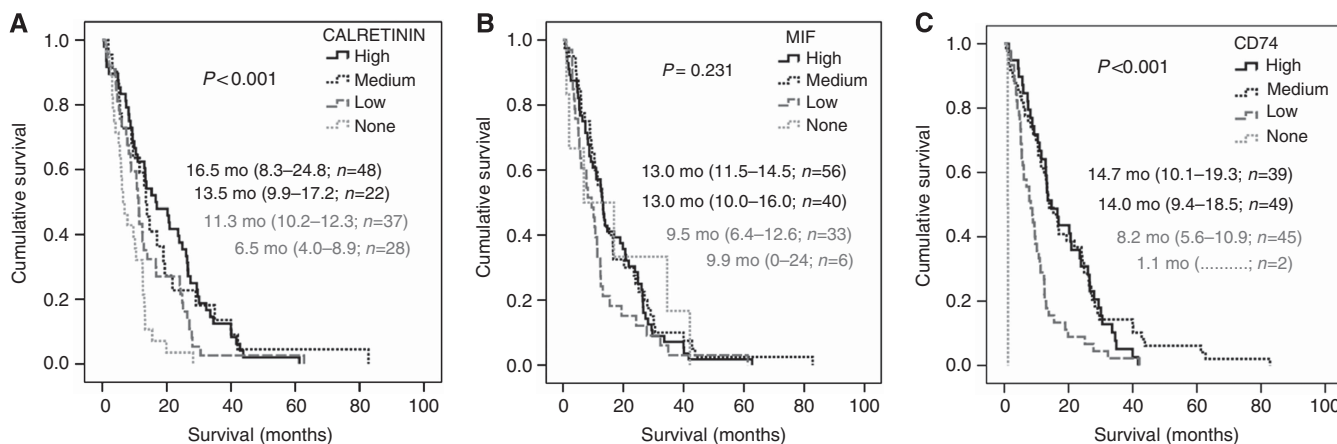 A
CALRETININ
High
Medium
Low
None
P<0.001
16.5 mo (8.3–24.8; n=48)
13.5 mo (9.9–17.2; n=22)
11.3 mo (10.2–12.3; n=37)
6.5 mo (4.0–8.9; n=28)
Cumulative survival
1.0
0.8
0.6
0.4
0.2
0.0
0 20 40 60 80 100
Survival (months)
B
MIF
High
Medium
Low
None
P= 0.231
13.0 mo (11.5–14.5; n=56)
13.0 mo (10.0–16.0; n=40)
9.5 mo (6.4–12.6; n=33)
9.9 mo (0–24; n=6)
Cumulative survival
1.0
0.8
0.6
0.4
0.2
0.0
0 20 40 60 80 100
Survival (months)
C
CD74
High
Medium
Low
None
P<0.001
14.7 mo (10.1–19.3; n=39)
14.0 mo (9.4–18.5; n=49)
8.2 mo (5.6–10.9; n=45)
1.1 mo (..........; n=2)
Cumulative survival
1.0
0.8
0.6
0.4
0.2
0.0
0 20 40 60 80 100
Survival (months)